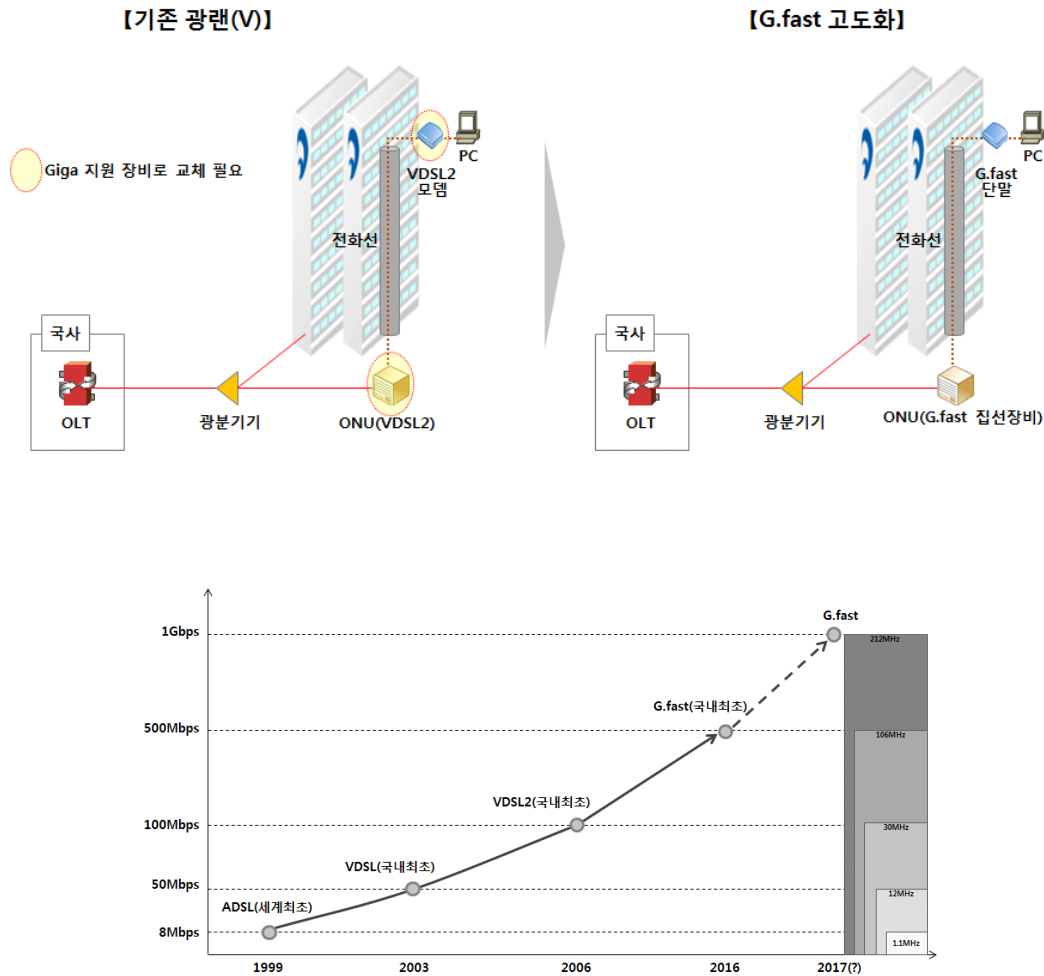 【기존 광랜(V)】
【G.fast 고도화】
Giga 지원 장비로 교체 필요
PC
VDSL2
모뎀
전화선
국사
OLT
광분기기
ONU(VDSL2)
PC
G.fast
단말
전화선
국사
OLT
광분기기
ONU(G.fast 집선장비)
G.fast
1Gbps
212MHz
G.fast(국내최초)
500Mbps
106MHz
VDSL2(국내최초)
100Mbps
30MHz
VDSL(국내최초)
50Mbps
12MHz
ADSL(세계최초)
8Mbps
1.1MHz
1999
2003
2006
2016
2017(?)